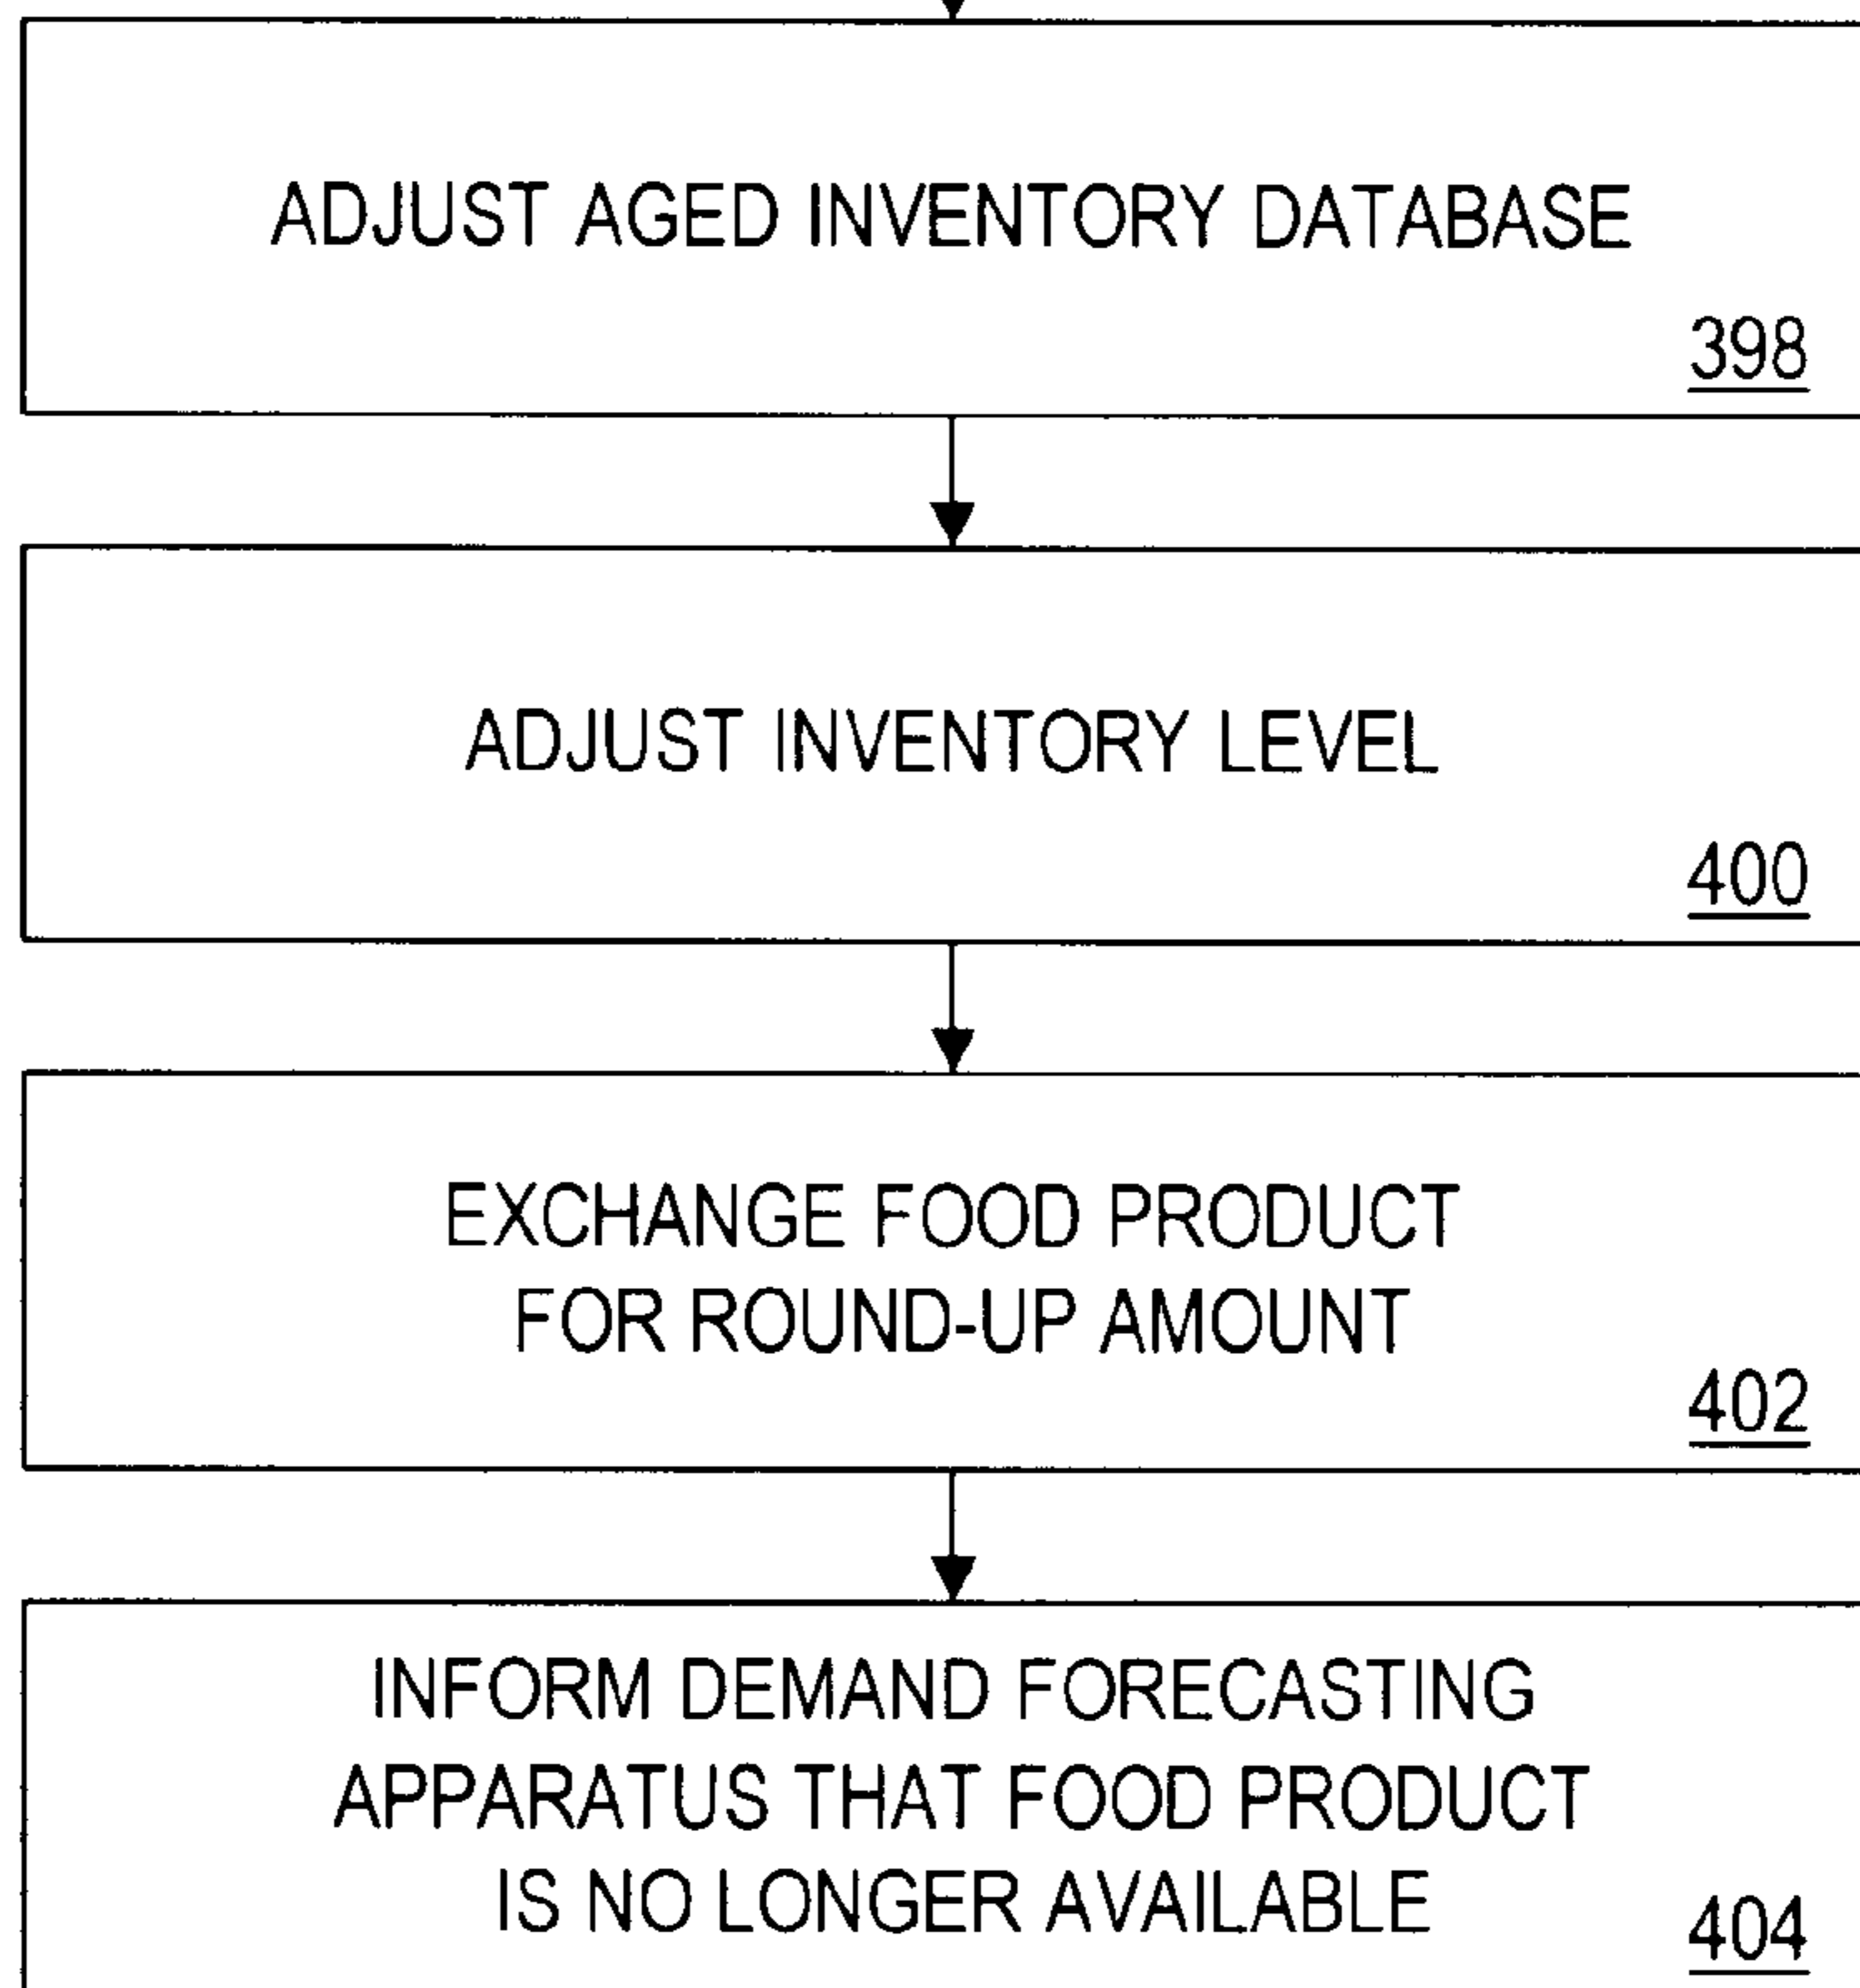 ADJUST AGED INVENTORY DATABASE
398
ADJUST INVENTORY LEVEL
400
EXCHANGE FOOD PRODUCT
FOR ROUND-UP AMOUNT
402
INFORM DEMAND FORECASTING
APPARATUS THAT FOOD PRODUCT
IS NO LONGER AVAILABLE
404